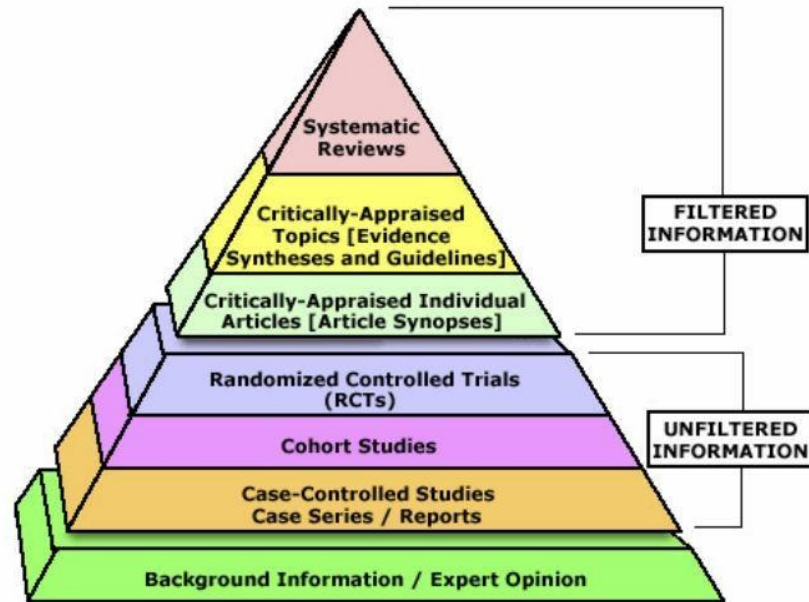 Systematic
Reviews
Critically-Appraised
Topics [Evidence
Syntheses and Guidelines]
FILTERED
INFORMATION
Critically-Appraised Individual
Articles [Article Synopses]
Randomized Controlled Trials
(RCTs)
Cohort Studies
UNFILTERED
INFORMATION
Case-Controlled Studies
Case Series / Reports
Background Information / Expert Opinion